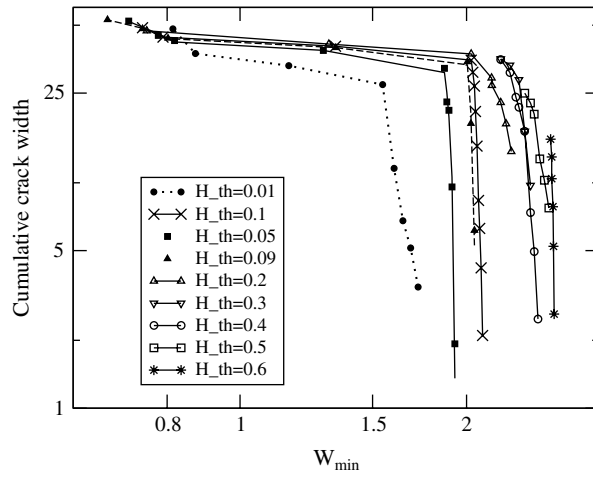 25
5
1
Cumulative crack width
H_th=0.01
H_th=0.1
H_th=0.05
H_th=0.09
H_th=0.2
H_th=0.3
H_th=0.4
H_th=0.5
H_th=0.6
0.8 1 1.5 2
W_min